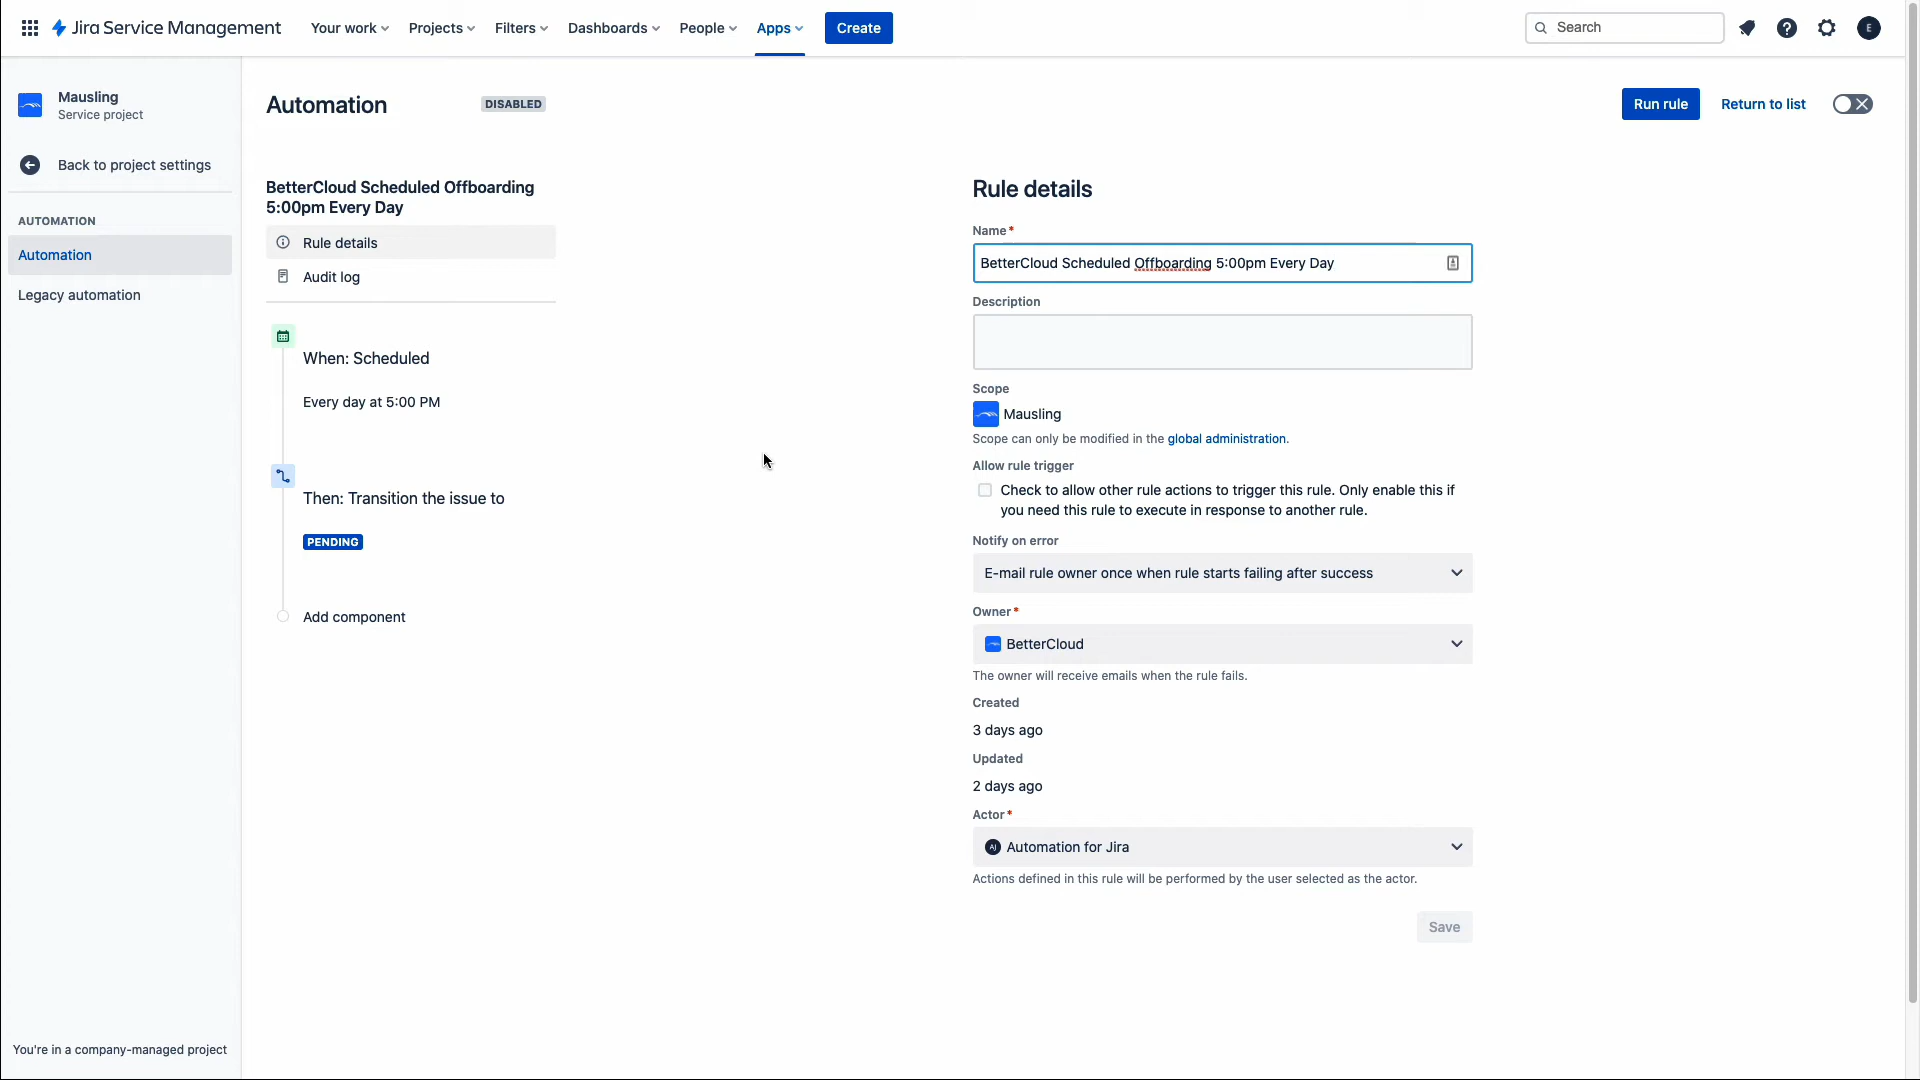 Jira Service Management
Your work
Projects
Filters
Dashboards
People
Apps
Create
Search
E
Mausling
Service project
Back to project settings
AUTOMATION
Automation
Legacy automation
You're in a company-managed project
Automation
DISABLED
Run rule
Return to list
BetterCloud Scheduled Offboarding
5:00pm Every Day
Rule details
Audit log
When: Scheduled
Every day at 5:00 PM
Then: Transition the issue to
PENDING
Add component
Rule details
Name*
BetterCloud Scheduled Offboarding 5:00pm Every Day
Description
Scope
Mausling
Scope can only be modified in the global administration.
Allow rule trigger
Check to allow other rule actions to trigger this rule. Only enable this if
you need this rule to execute in response to another rule.
Notify on error
E-mail rule owner once when rule starts failing after success
Owner*
BetterCloud
The owner will receive emails when the rule fails.
Created
3 days ago
Updated
2 days ago
Actor*
AJ Automation for Jira
Actions defined in this rule will be performed by the user selected as the actor.
Save